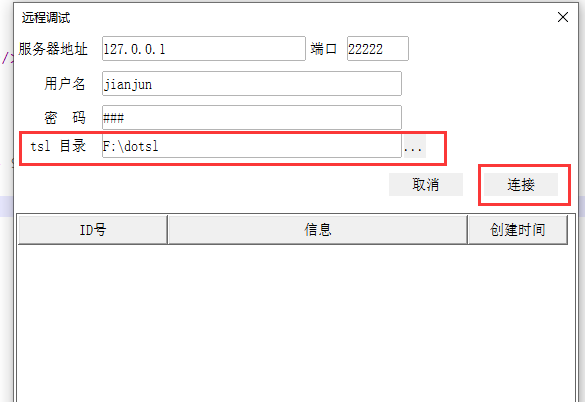 远程调试
服务器地址 127.0.0.1 端口 22222
用户名 jianjun
密 码 ###
tsl 目录 F:\dotsl ...
取消 连接
ID号 信息 创建时间